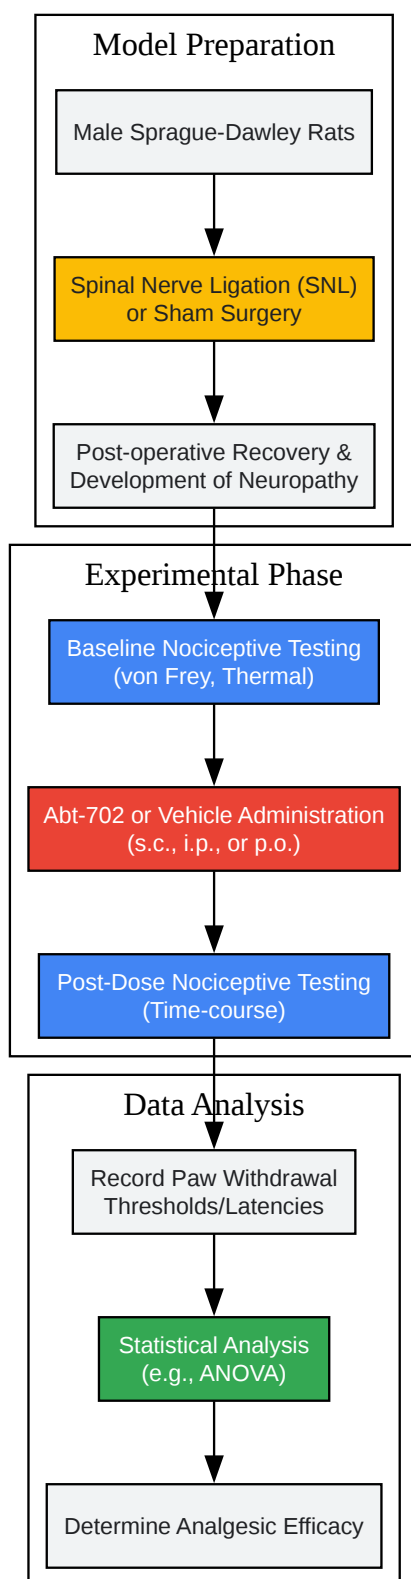 Model Preparation
Male Sprague-Dawley Rats
Spinal Nerve Ligation (SNL)
or Sham Surgery
Post-operative Recovery &
Development of Neuropathy
Experimental Phase
Baseline Nociceptive Testing
(von Frey, Thermal)
Abt-702 or Vehicle Administration
(s.c., i.p., or p.o.)
Post-Dose Nociceptive Testing
(Time-course)
Data Analysis
Record Paw Withdrawal
Thresholds/Latencies
Statistical Analysis
(e.g., ANOVA)
Determine Analgesic Efficacy